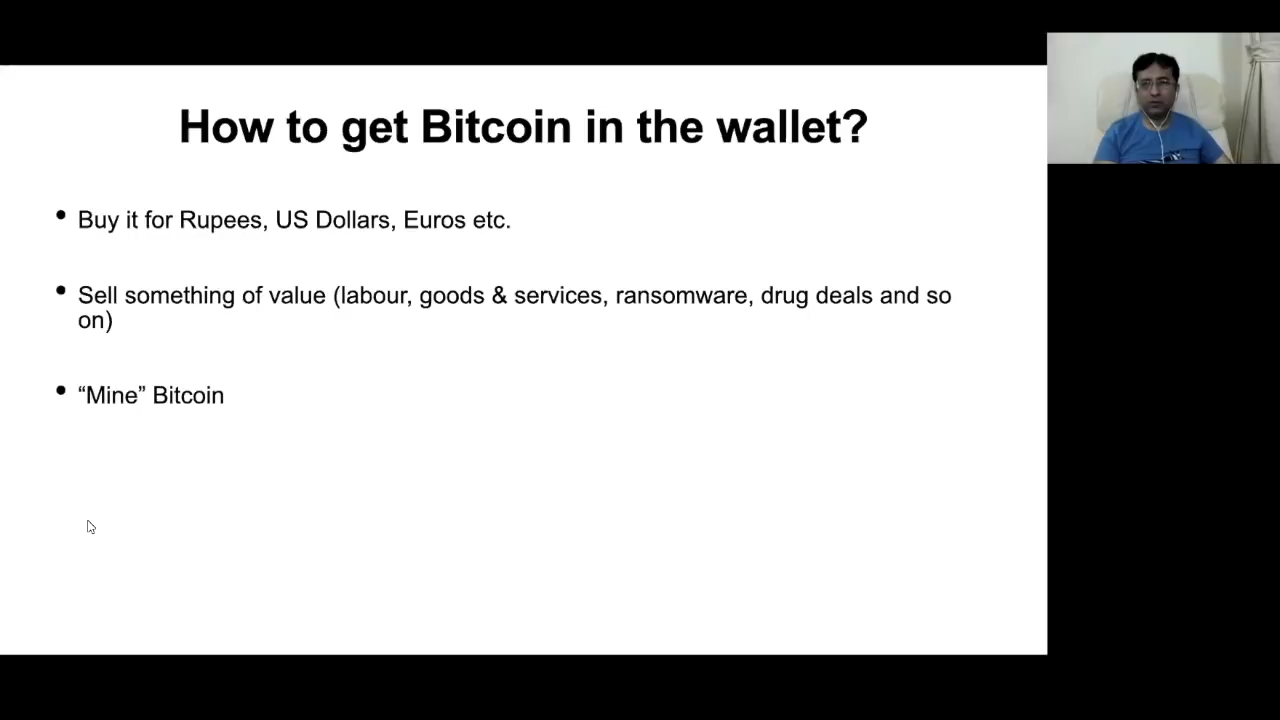 How to get Bitcoin in the wallet?
• Buy it for Rupees, US Dollars, Euros etc.
• Sell something of value (labour, goods & services, ransomware, drug deals and so
on)
• “Mine” Bitcoin